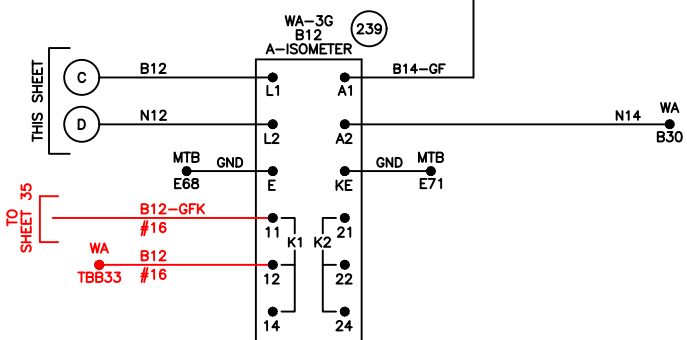 WA-3G
B12
A-ISOMETER
239
THIS SHEET
C
B12
L1
A1
B14-GF
D
N12
L2
A2
N14
WA
B30
MTB
GND
E68
E
KE
GND
MTB
E71
TO
SHEET 35
B12-GFK
#16
11
K1
K2
21
WA
B12
TBB33
#16
12
22
14
24